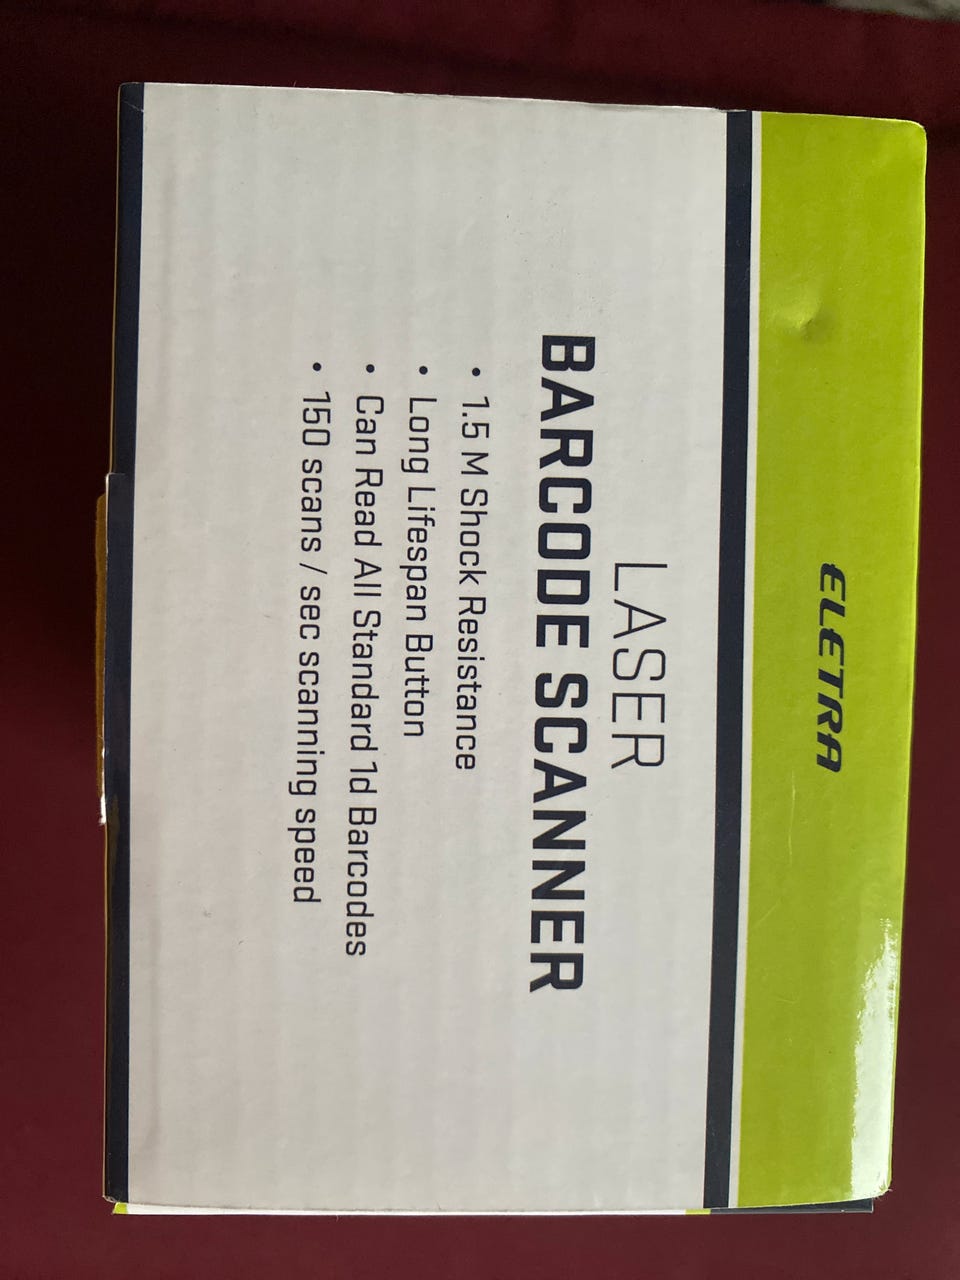 ELETRA
LASER
BARCODE SCANNER
• 1.5 M Shock Resistance
• Long Lifespan Button
• Can Read All Standard 1d Barcodes
• 150 scans / sec scanning speed